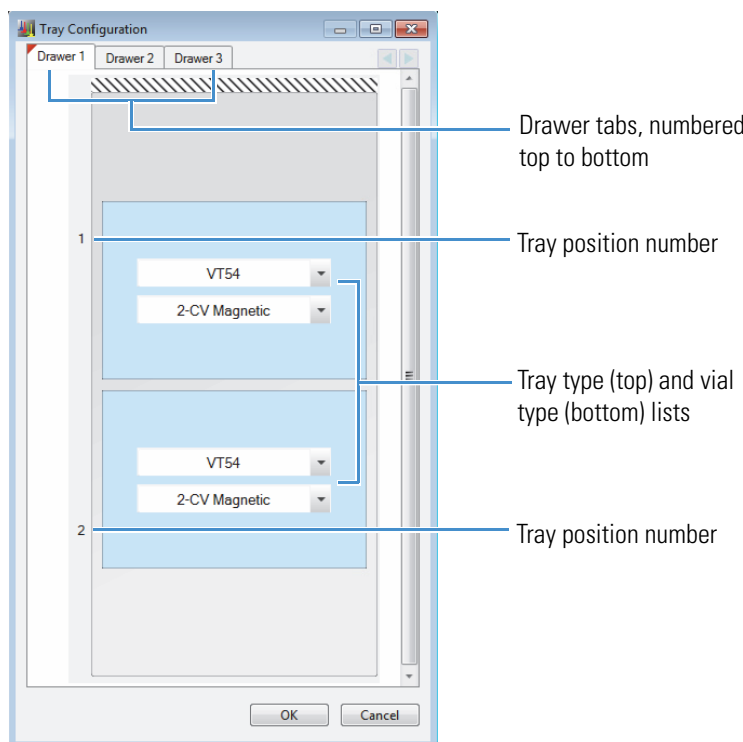 Tray Configuration
Drawer 1 Drawer 2 Drawer 3
Drawer tabs, numbered
top to bottom
1
Tray position number
VT54
2-CV Magnetic
Tray type (top) and vial
type (bottom) lists
VT54
2-CV Magnetic
2
Tray position number
OK Cancel